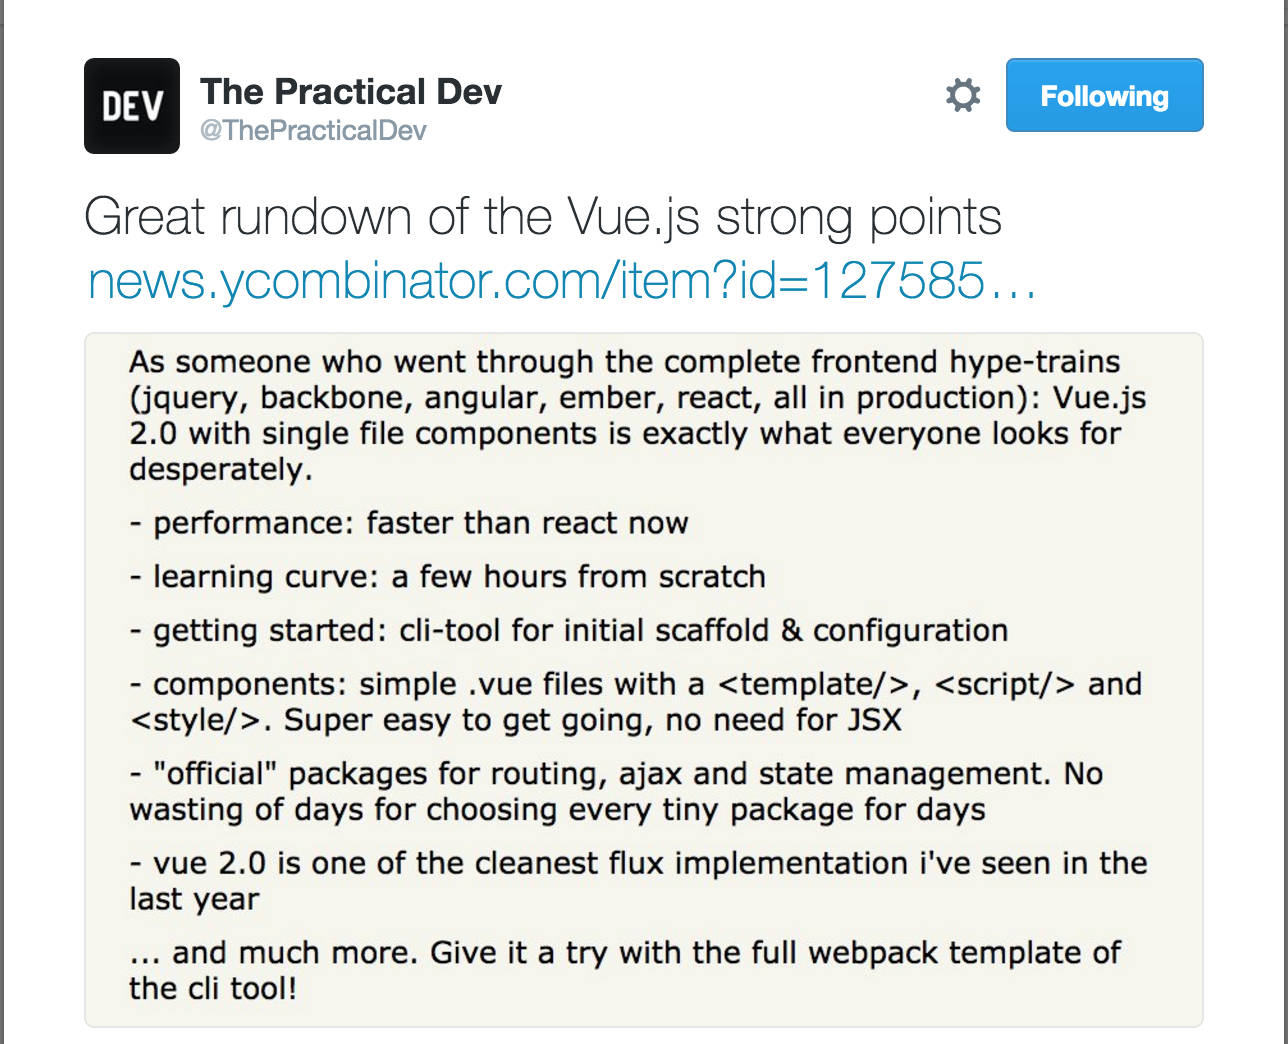 DEV
The Practical Dev
@ThePracticalDev
Following
Great rundown of the Vue.js strong points
news.ycombinator.com/item?id=127585…
As someone who went through the complete frontend hype-trains
(jquery, backbone, angular, ember, react, all in production): Vue.js
2.0 with single file components is exactly what everyone looks for
desperately.
- performance: faster than react now
- learning curve: a few hours from scratch
- getting started: cli-tool for initial scaffold & configuration
- components: simple .vue files with a <template/>, <script/> and
<style/>. Super easy to get going, no need for JSX
- "official" packages for routing, ajax and state management. No
wasting of days for choosing every tiny package for days
- vue 2.0 is one of the cleanest flux implementation i've seen in the
last year
... and much more. Give it a try with the full webpack template of
the cli tool!